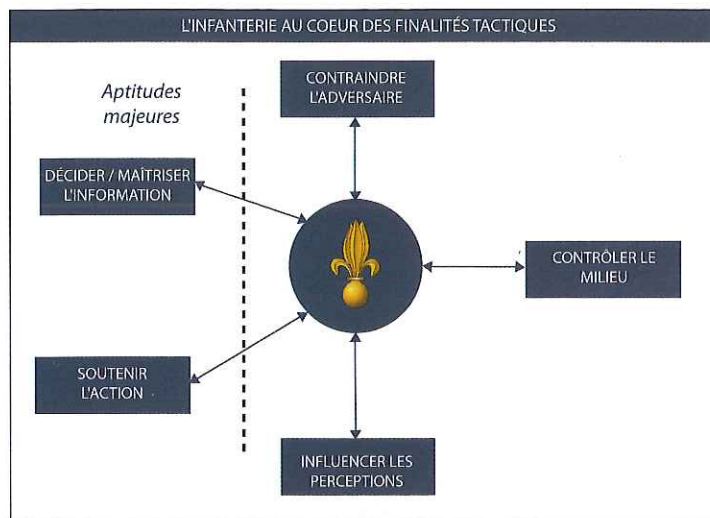 L'INFANTERIE AU COEUR DES FINALITÉS TACTIQUES
CONTRAINDRE
L'ADVERSAIRE
Aptitudes
majeures
DÉCIDER / MAÎTRISER
L'INFORMATION
CONTRÔLER LE
MILIEU
SOUTENIR
L'ACTION
INFLUENCER LES
PERCEPTIONS